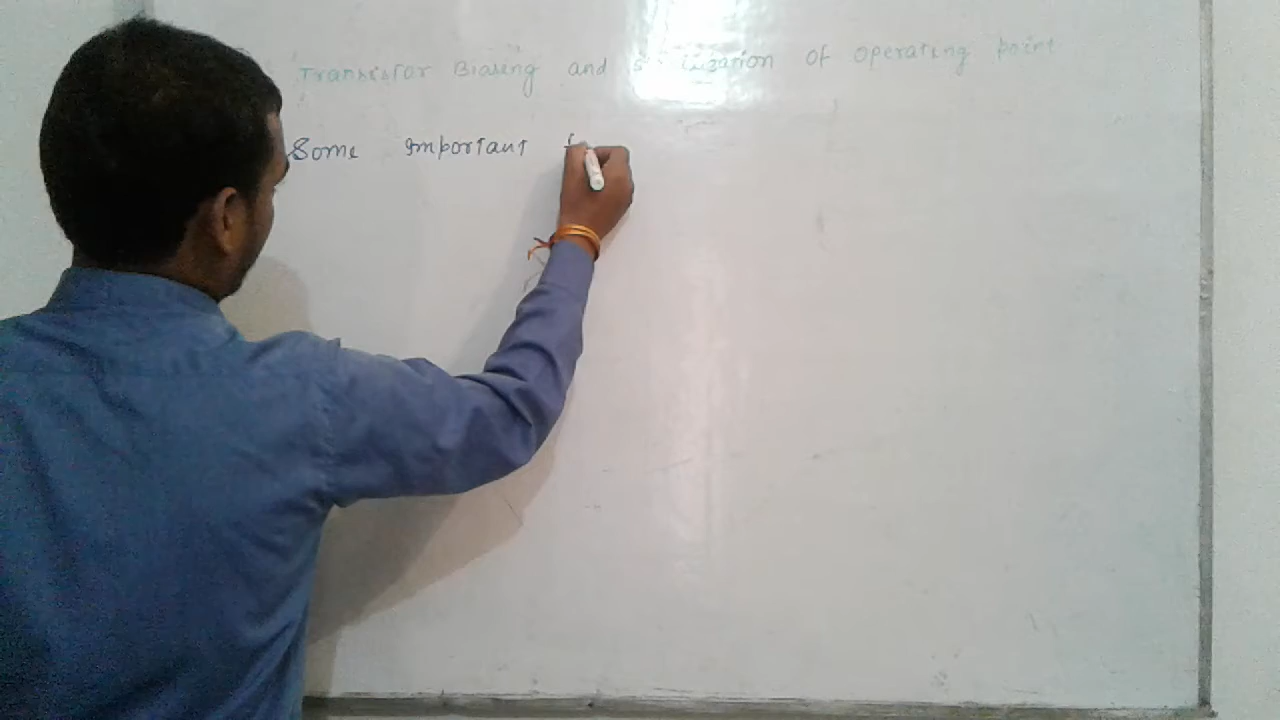 Transistor Biasing and of operating point
Some Important